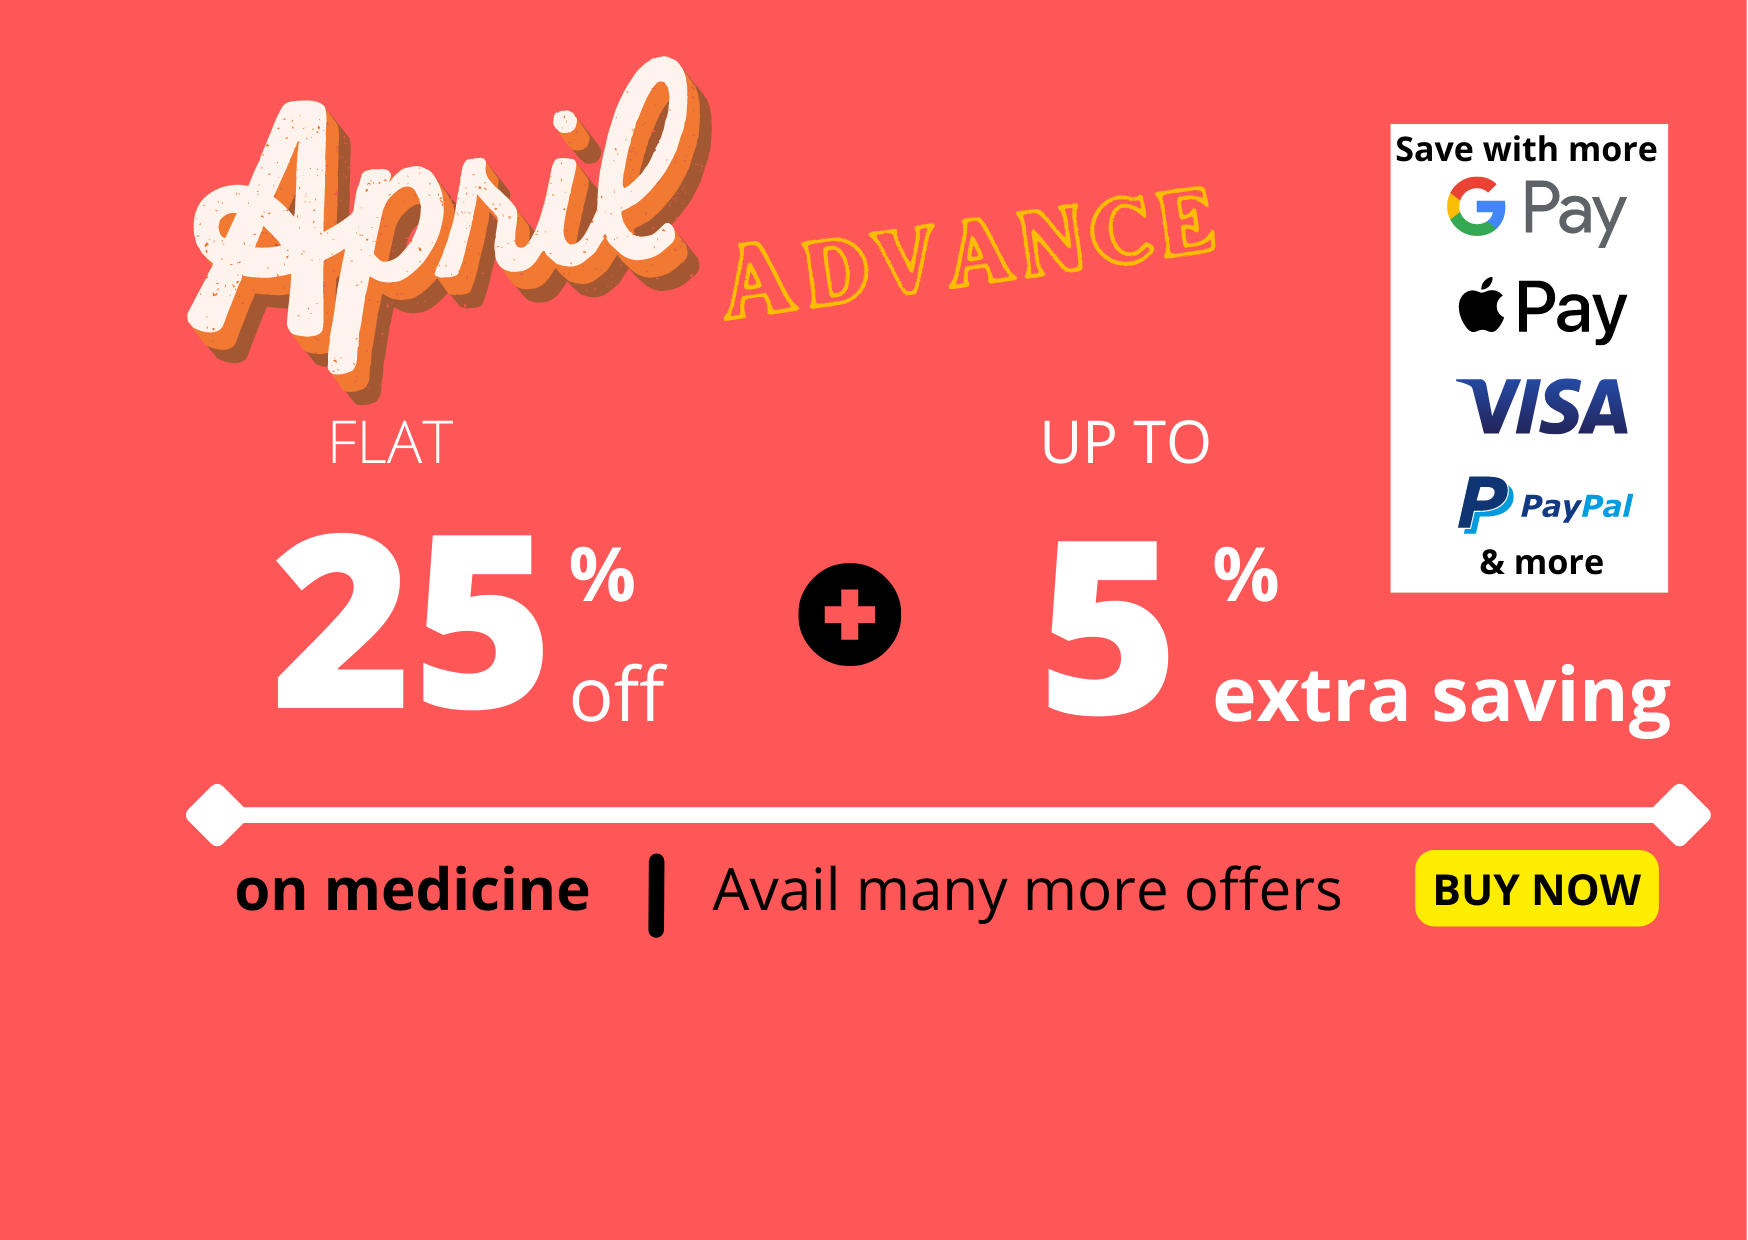 April
ADVANCE
Save with more
G Pay
Pay
VISA
PayPal
& more
FLAT
25 % off
UP TO
5 % extra saving
on medicine
Avail many more offers
BUY NOW